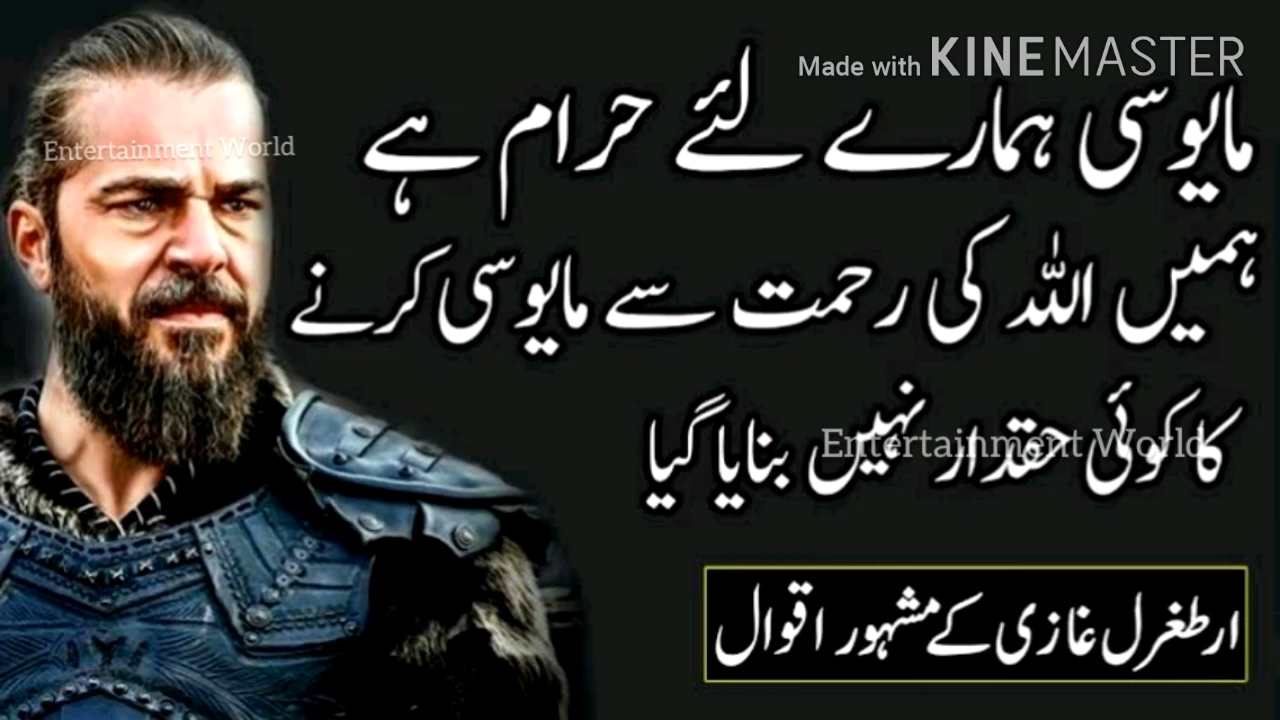 Made with KINEMASTER
مایوسی ہمارے لئے حرام ہے
Entertainment World
ہمیں اللہ کی رحمت سے مایوسی کرنے
کا کوئی حقدار نہیں بنایا گیا
Entertainment World
ارطغرل غازی کے مشہور اقوال